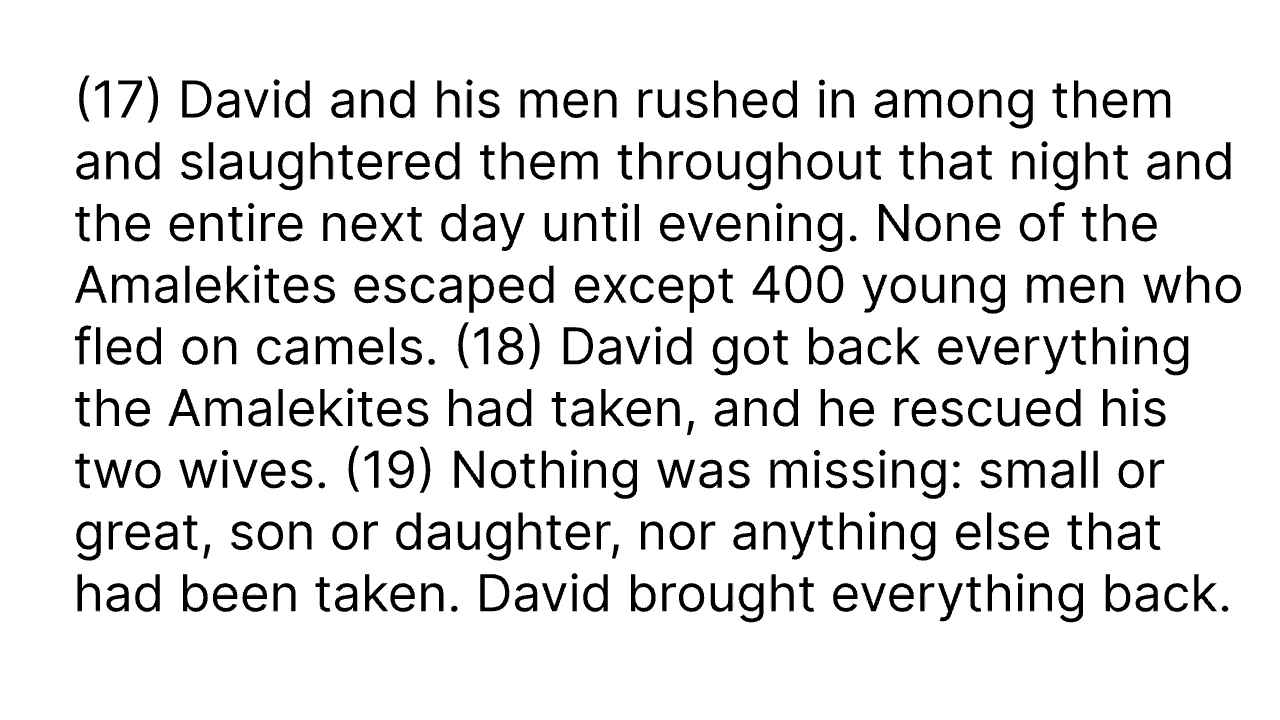 (17) David and his men rushed in among them
and slaughtered them throughout that night and
the entire next day until evening. None of the
Amalekites escaped except 400 young men who
fled on camels. (18) David got back everything
the Amalekites had taken, and he rescued his
two wives. (19) Nothing was missing: small or
great, son or daughter, nor anything else that
had been taken. David brought everything back.